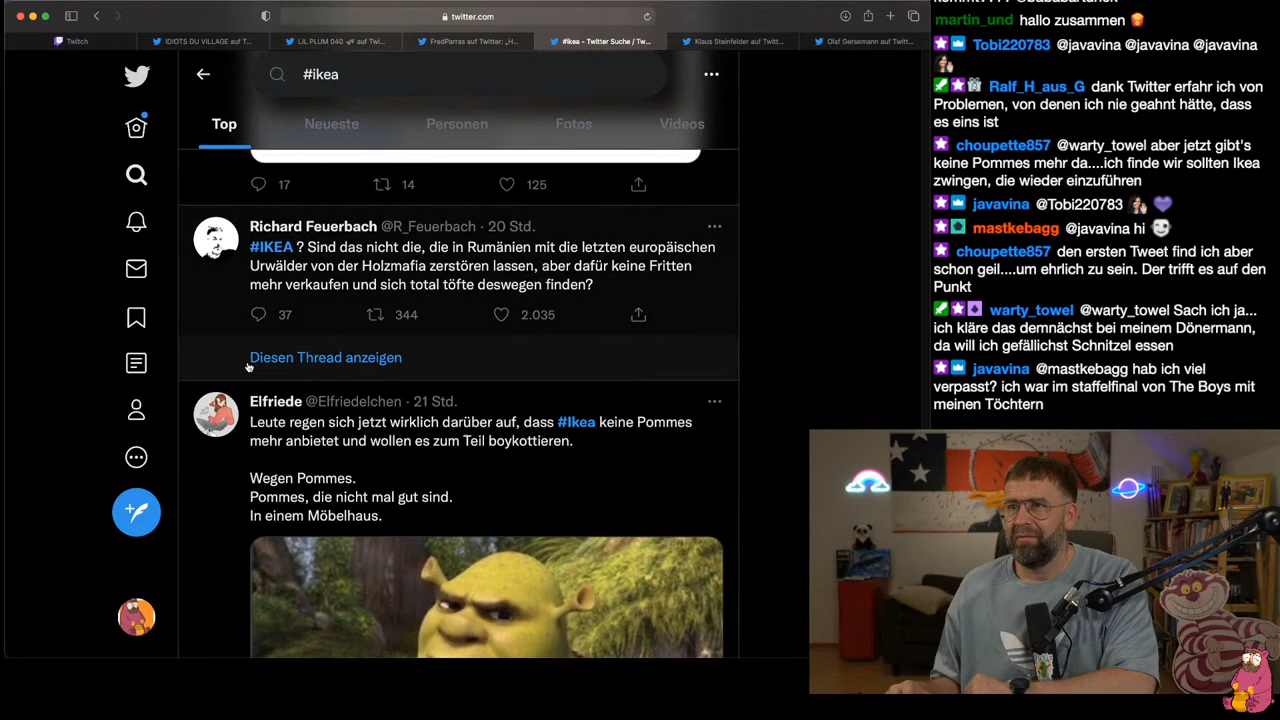 twitter.com
Twitch
IDIOTS DU VILLAGE auf T...
LIL PLUM 040 🌱 auf Twi...
FredParras auf Twitter: „H...
#Ikea - Twitter Suche / Tw...
Klaus Steinfelder auf Twitt...
Olaf Gersemann auf Twitt...
#ikea
Top
Neueste
Personen
Fotos
Videos
17
14
125
Richard Feuerbach @R_Feuerbach · 20 Std.
#IKEA ? Sind das nicht die, die in Rumänien mit die letzten europäischen
Urwälder von der Holzmafia zerstören lassen, aber dafür keine Fritten
mehr verkaufen und sich total töfte deswegen finden?
37
344
2.035
Diesen Thread anzeigen
Elfriede @Elfriedelchen · 21 Std.
Leute regen sich jetzt wirklich darüber auf, dass #Ikea keine Pommes
mehr anbietet und wollen es zum Teil boykottieren.
Wegen Pommes.
Pommes, die nicht mal gut sind.
In einem Möbelhaus.
martin_und hallo zusammen
Tobi220783 @javavina @javavina @javavina
Ralf_H_aus_G dank Twitter erfahr ich von
Problemen, von denen ich nie geahnt hätte, dass
es eins ist
choupette857 @warty_towel aber jetzt gibt's
keine Pommes mehr da....ich finde wir sollten Ikea
zwingen, die wieder einzuführen
javavina @Tobi220783
mastkebagg @javavina hi
choupette857 den ersten Tweet find ich aber
schon geil....um ehrlich zu sein. Der trifft es auf den
Punkt
warty_towel @warty_towel Sach ich ja...
ich kläre das demnächst bei meinem Dönermann,
da will ich gefällichst Schnitzel essen
javavina @mastkebagg hab ich viel
verpasst? ich war im staffelfinal von The Boys mit
meinen Töchtern